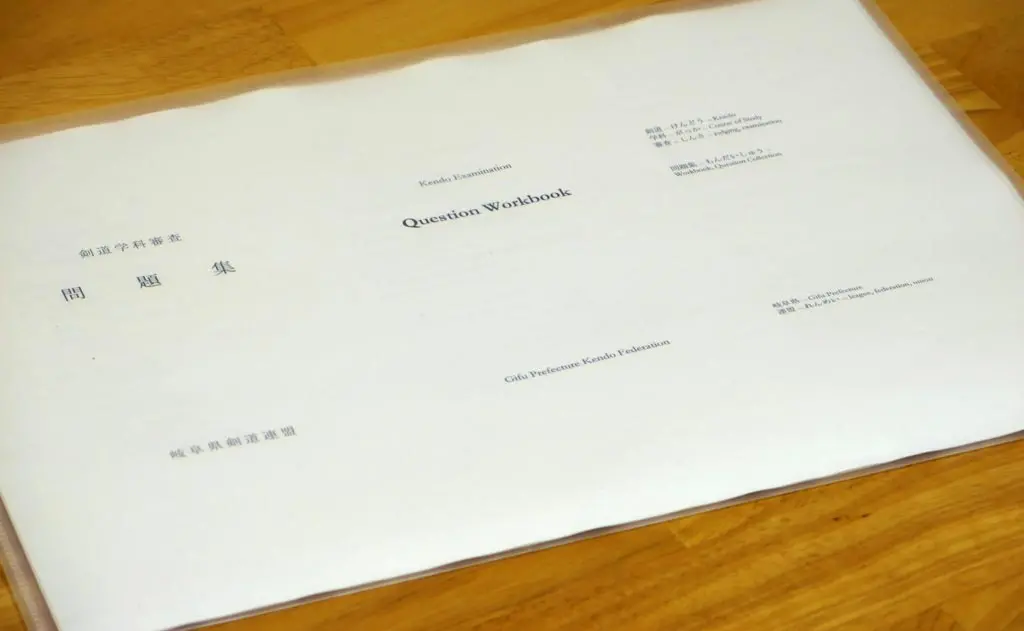 剣道学科審査
問題集
岐阜県剣道連盟
Kendo Examination
Question Workbook
Gifu Prefecture Kendo Federation
剣道 – けんどう – Kendo
学科 – がっか – Course of Study
審査 – しんさ – Judging, examination
問題集 – もんだいしゅう –
Workbook, Question Collection
岐阜県 – Gifu Prefecture
連盟 – れんめい – league, federation, union